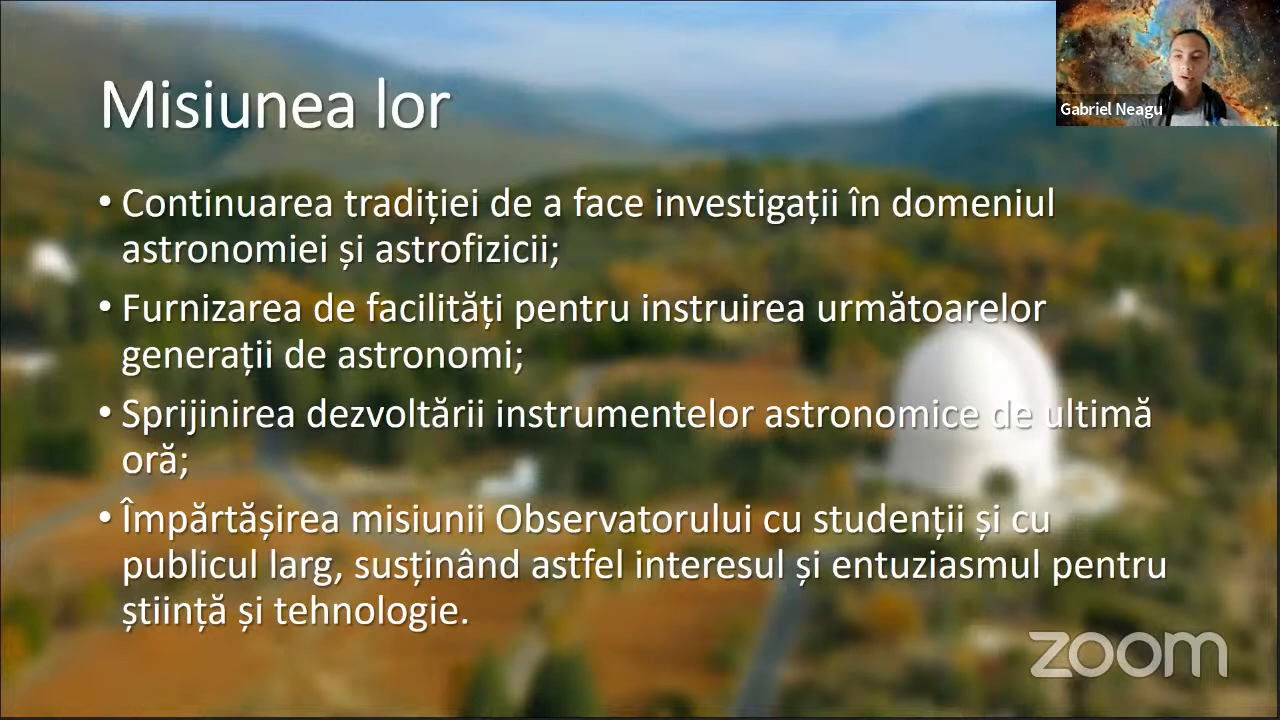 Misiunea lor
Gabriel Neagu
• Continuarea tradiției de a face investigații în domeniul
astronomiei și astrofizicii;
• Furnizarea de facilități pentru instruirea următoarelor
generații de astronomi;
• Sprijinirea dezvoltării instrumentelor astronomice de ultimă
oră;
• Împărtășirea misiunii Observatorului cu studenții și cu
publicul larg, susținând astfel interesul și entuziasmul pentru
știință și tehnologie.
zoom